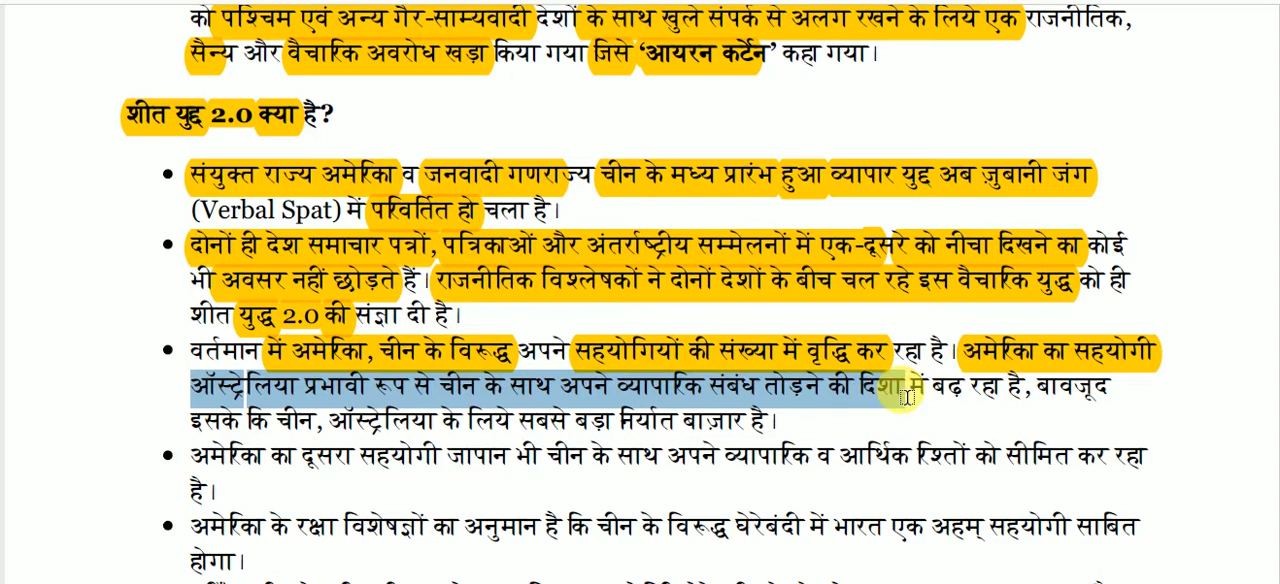 को पश्चिम एवं अन्य गैर-साम्यवादी देशों के साथ खुले संपर्क से अलग रखने के लिये एक राजनीतिक,
सैन्य और वैचारिक अवरोध खड़ा किया गया जिसे ‘आयरन कर्टेन’ कहा गया।
शीत युद्द 2.0 क्या है?
संयुक्त राज्य अमेरिका व जनवादी गणराज्य चीन के मध्य प्रारंभ हुआ व्यापार युद्द अब ज़ुबानी जंग
(Verbal Spat) में परिवर्तित हो चला है।
दोनों ही देश समाचार पत्रों, पत्रिकाओं और अंतर्राष्ट्रीय सम्मेलनों में एक-दूसरे को नीचा दिखने का कोई
भी अवसर नहीं छोड़ते हैं। राजनीतिक विश्लेषकों ने दोनों देशों के बीच चल रहे इस वैचारिक युद्ध को ही
शीत युद्ध 2.0 की संज्ञा दी है।
वर्तमान में अमेरिका, चीन के विरूद्ध अपने सहयोगियों की संख्या में वृद्धि कर रहा है। अमेरिका का सहयोगी
ऑस्ट्रेलिया प्रभावी रूप से चीन के साथ अपने व्यापारिक संबंध तोड़ने की दिशा में बढ़ रहा है, बावजूद
इसके कि चीन, ऑस्ट्रेलिया के लिये सबसे बड़ा निर्यात बाज़ार है।
अमेरिका का दूसरा सहयोगी जापान भी चीन के साथ अपने व्यापारिक व आर्थिक रिश्तों को सीमित कर रहा
है।
अमेरिका के रक्षा विशेषज्ञों का अनुमान है कि चीन के विरूद्ध घेरेबंदी में भारत एक अहम् सहयोगी साबित
होगा।